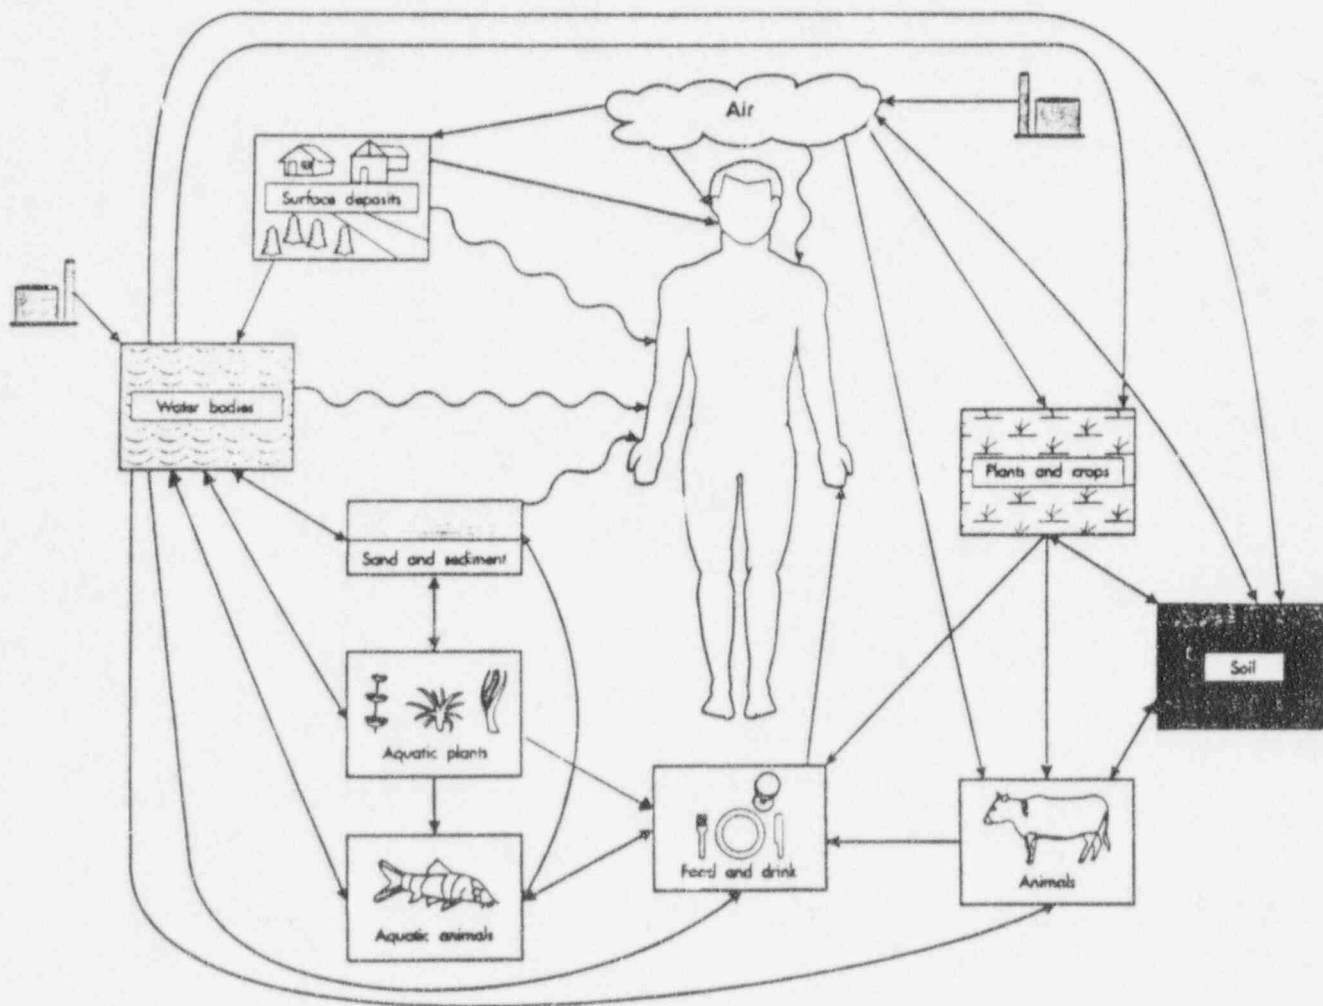 Air
Surface deposits
Water bodies
Plants and crops
Sand and sediment
Soil
Aquatic plants
Food and drink
Animals
Aquatic animals